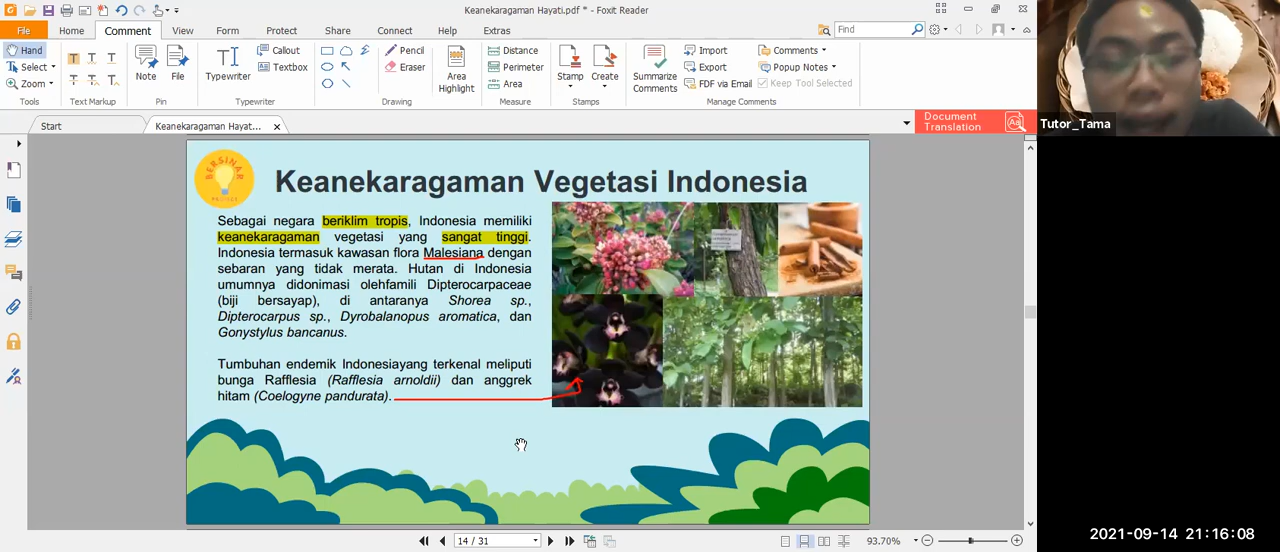 Keanekaragaman Hayati.pdf * - Foxit Reader
File
Home
Comment
View
Form
Protect
Share
Connect
Help
Extras
Find
Hand
Select
Zoom
Tools
Text Markup
Note
File
Pin
Typewriter
Callout
Textbox
Typewriter
Pencil
Eraser
Drawing
Area
Highlight
Distance
Perimeter
Area
Measure
Stamp
Create
Stamps
Summarize
Comments
Import
Export
FDF via Email
Comments
Popup Notes
Keep Tool Selected
Manage Comments
Tutor_Tama
Start
Keanekaragaman Hayat...
Document
Translation
BERSINAR
PROJECT
Keanekaragaman Vegetasi Indonesia
Sebagai negara beriklim tropis, Indonesia memiliki
keanekaragaman vegetasi yang sangat tinggi.
Indonesia termasuk kawasan flora Malesiana dengan
sebaran yang tidak merata. Hutan di Indonesia
umumnya didonimasi olehfamili Dipterocarpaceae
(biji bersayap), di antaranya Shorea sp.,
Dipterocarpus sp., Dyrobalanopus aromatica, dan
Gonystylus bancanus.
Tumbuhan endemik Indonesiayang terkenal meliputi
bunga Rafflesia (Rafflesia arnoldii) dan anggrek
hitam (Coelogyne pandurata).
14 / 31
93.70%
2021-09-14 21:16:08